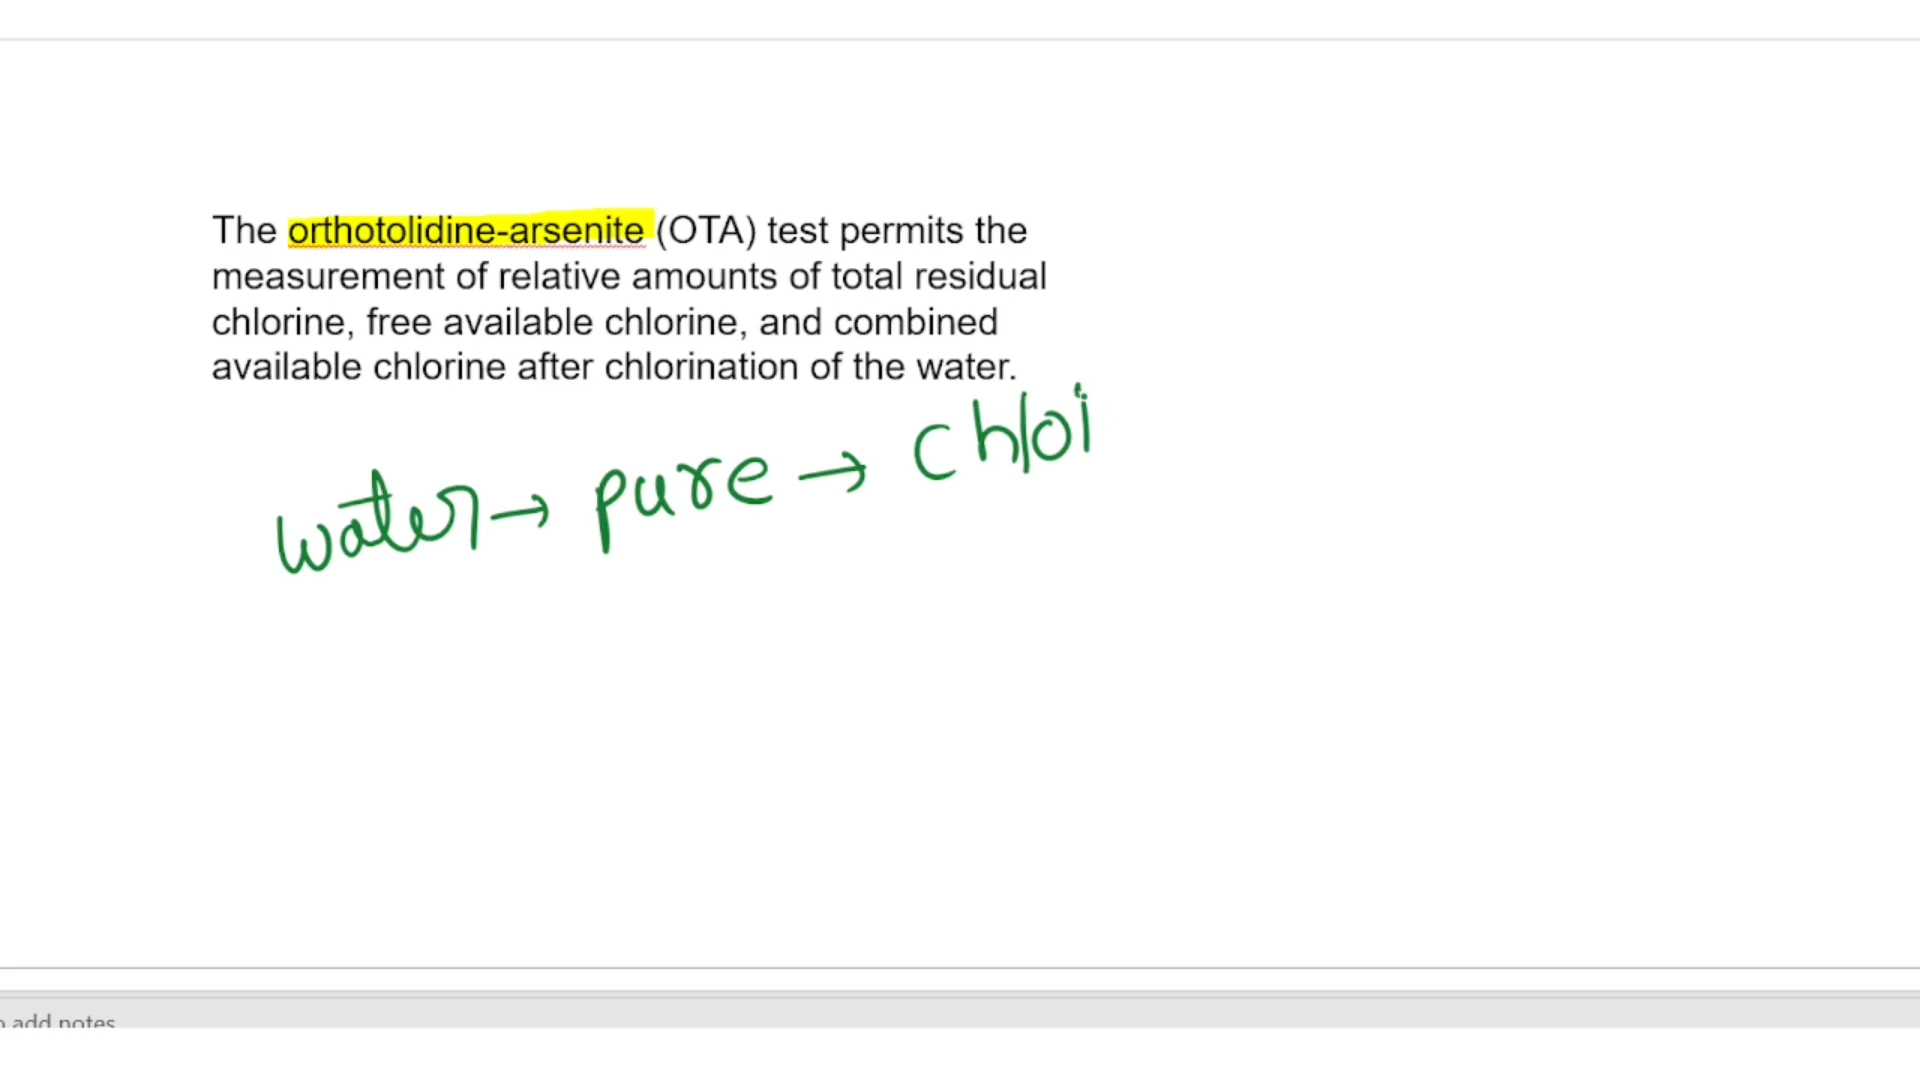 The orthotolidine-arsenite (OTA) test permits the
measurement of relative amounts of total residual
chlorine, free available chlorine, and combined
available chlorine after chlorination of the water.
water → pure → chloi
add notes